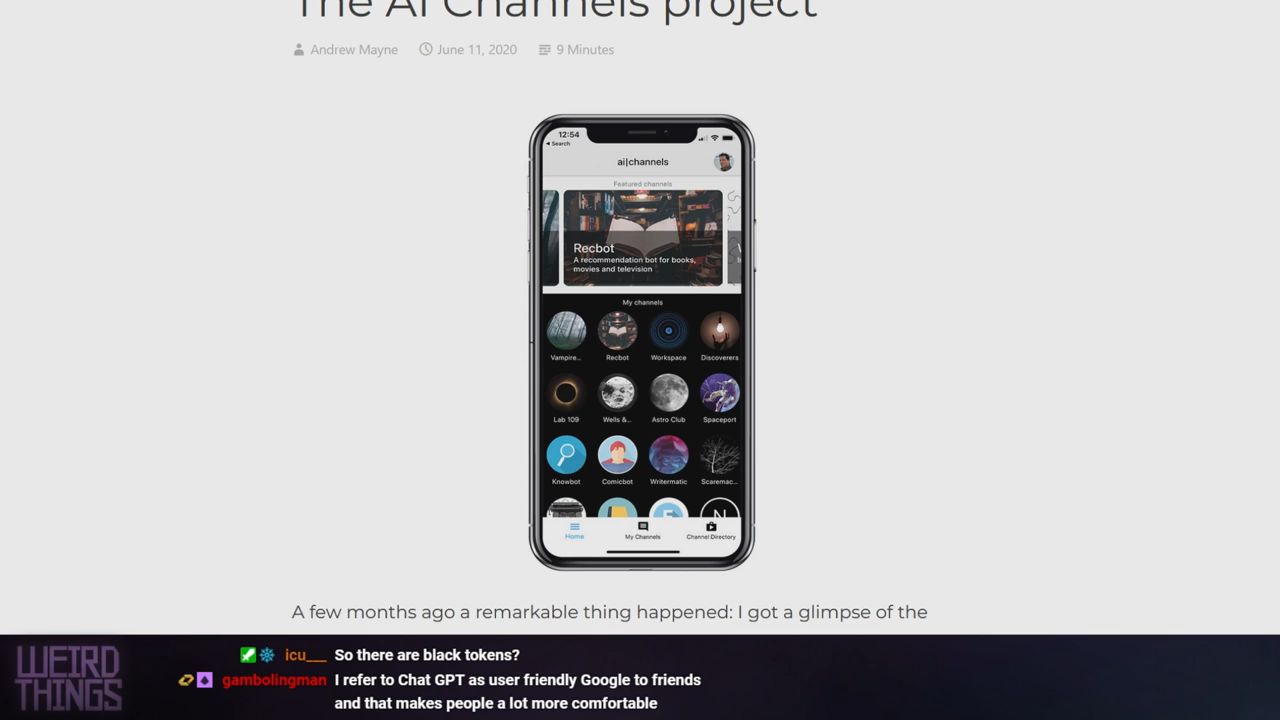 The AI Channels project
Andrew Mayne June 11, 2020 9 Minutes
12:54
Search
ai|channels
Featured channels
Recbot
A recommendation bot for books,
movies and television
My channels
Vampire... Recbot Workspace Discoverers
Lab 109 Wells &... Astro Club Spaceport
Knowbot Comicbot Writermatic Scaremac...
Home My Channels Channel Directory
A few months ago a remarkable thing happened: I got a glimpse of the
WEIRD
THINGS
icu___ So there are black tokens?
gambolingman I refer to Chat GPT as user friendly Google to friends
and that makes people a lot more comfortable